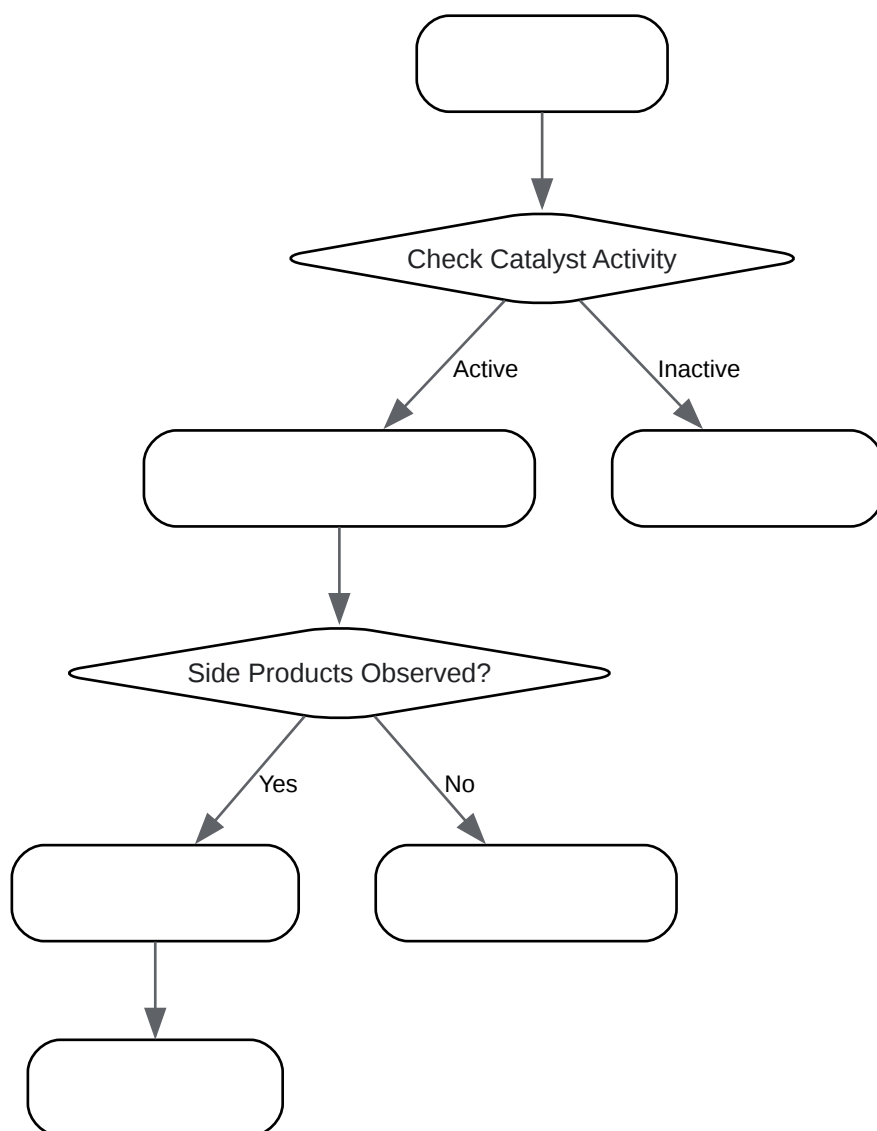 Check Catalyst Activity
Active
Inactive
Side Products Observed?
Yes
No